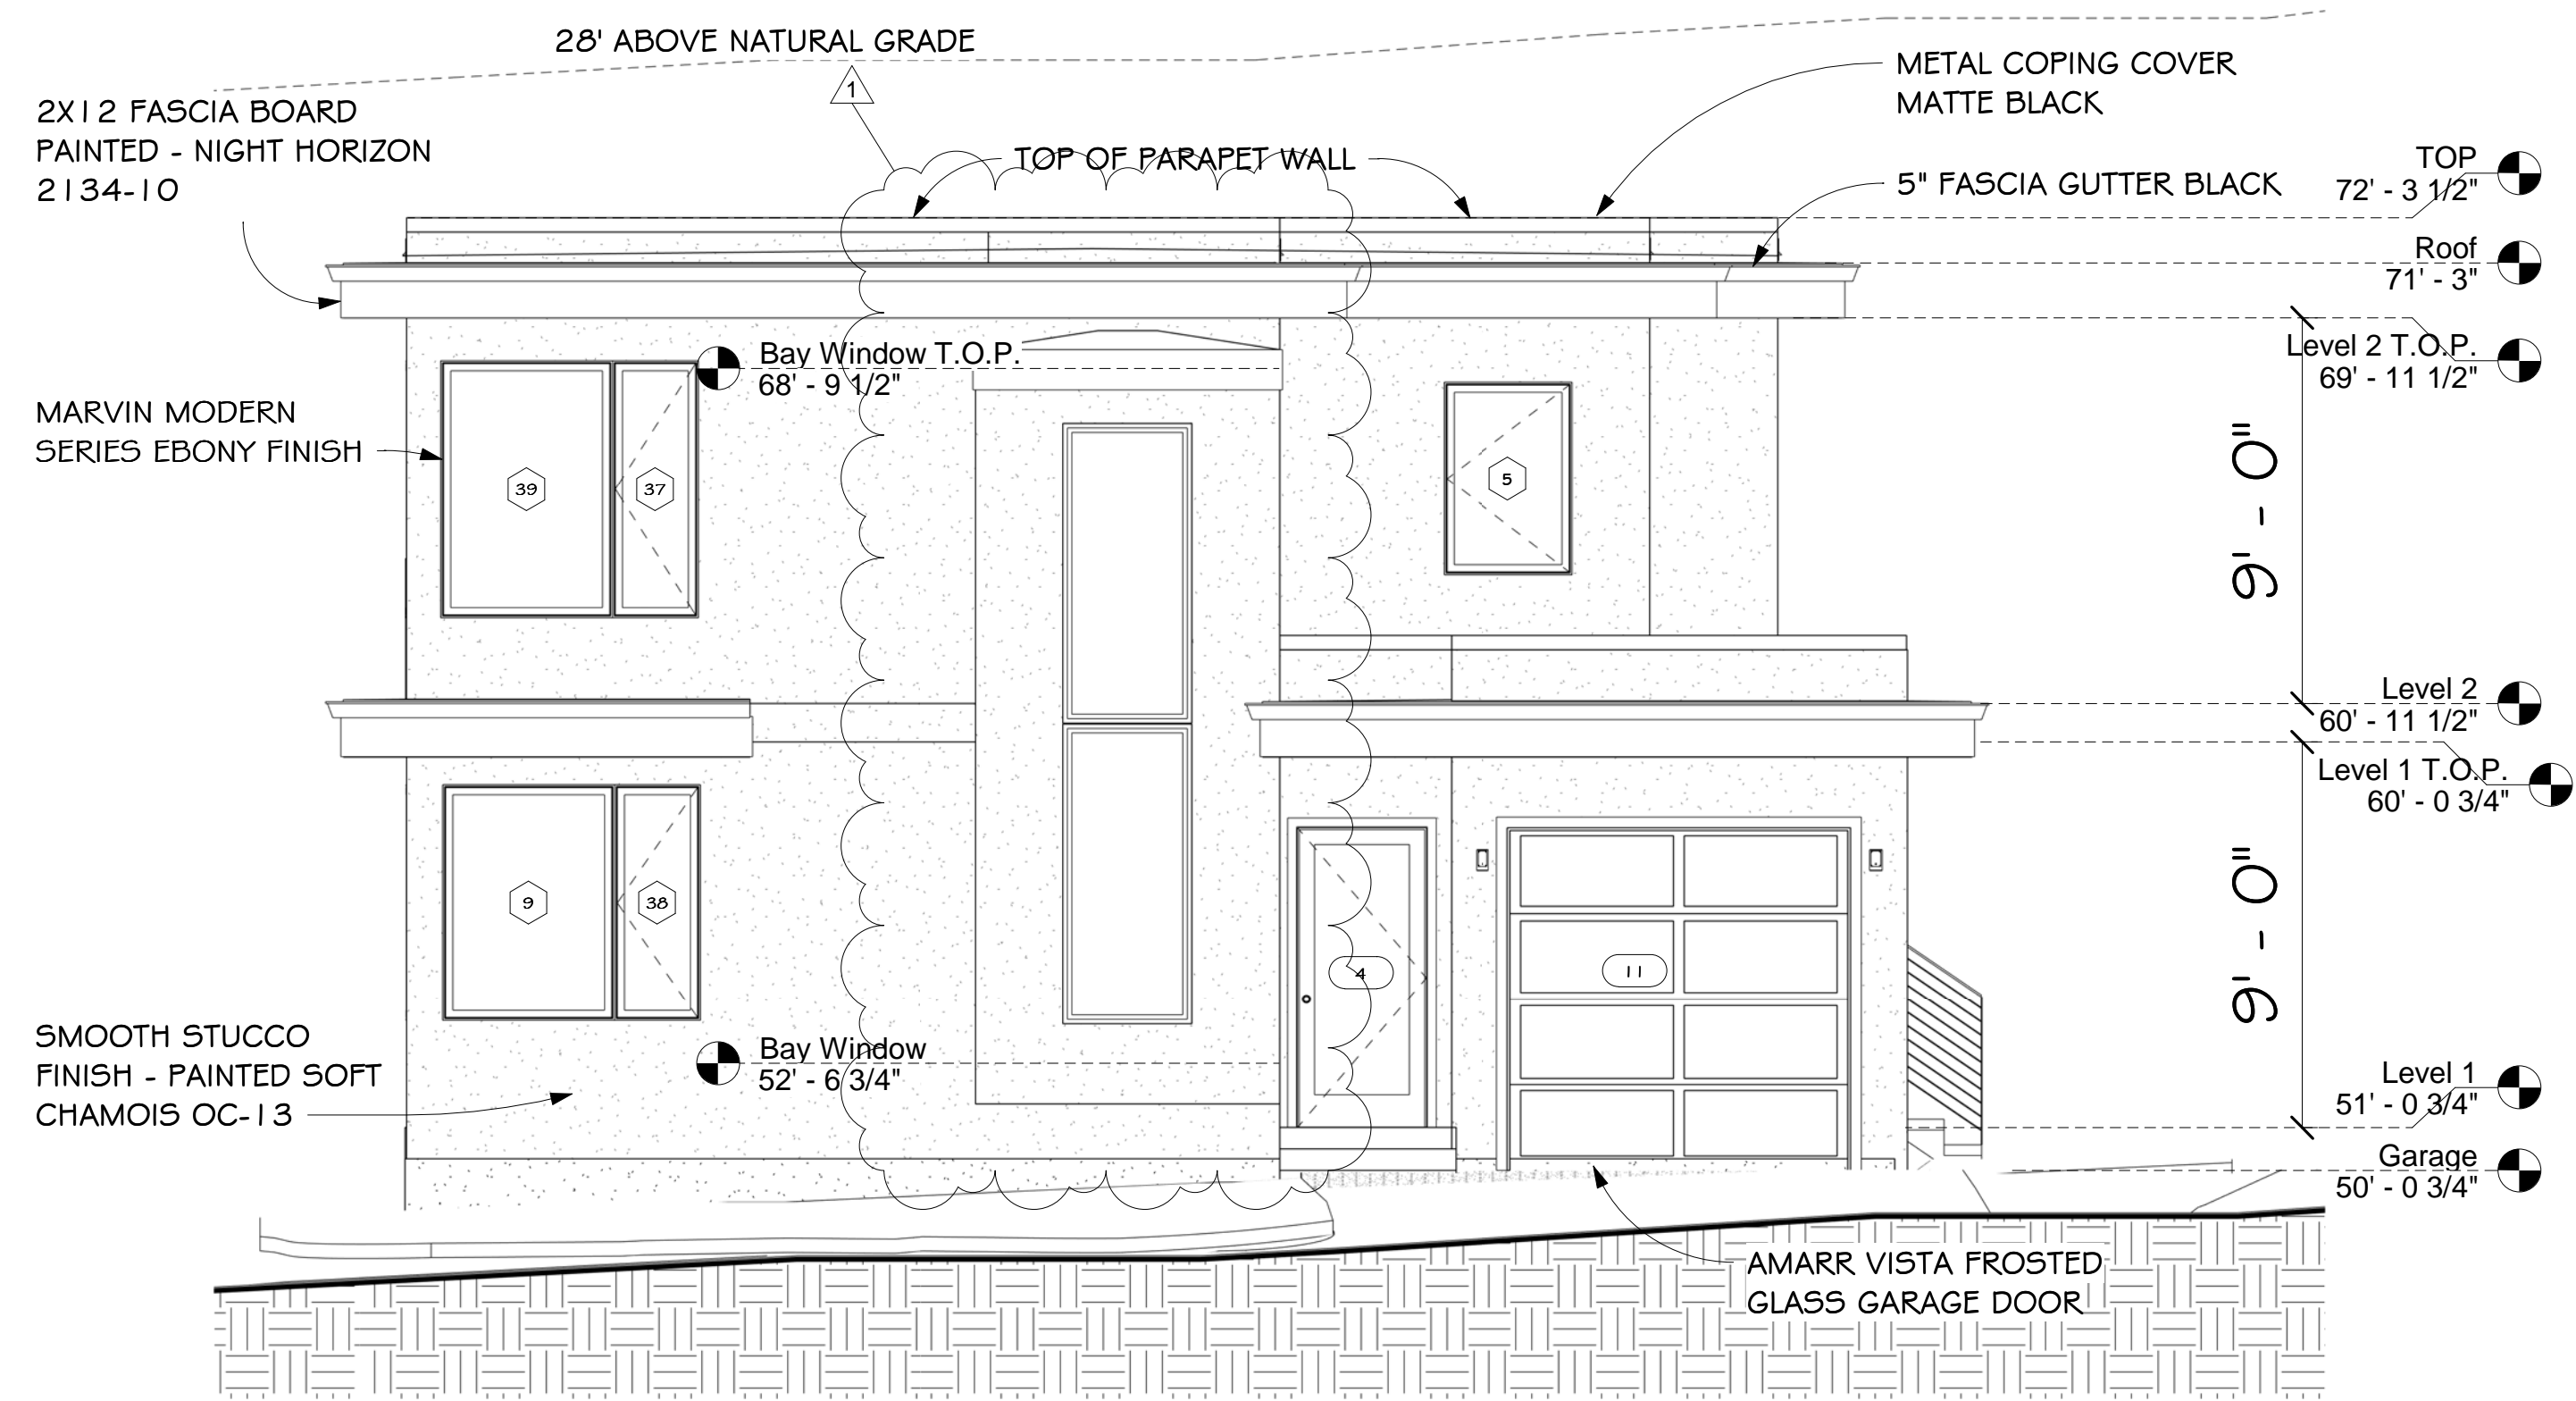 28' ABOVE NATURAL GRADE
1
2X12 FASCIA BOARD
PAINTED - NIGHT HORIZON
2134-10
METAL COPING COVER
MATTE BLACK
TOP OF PARAPET WALL
5" FASCIA GUTTER BLACK
TOP
72' - 3 1/2"
Roof
71' - 3"
Bay Window T.O.P.
68' - 9 1/2"
Level 2 T.O.P.
69' - 11 1/2"
MARVIN MODERN
SERIES EBONY FINISH
39
37
5
9' - 0"
Level 2
60' - 11 1/2"
Level 1 T.O.P.
60' - 0 3/4"
9
38
4
11
9' - 0"
SMOOTH STUCCO
FINISH - PAINTED SOFT
CHAMOIS OC-13
Bay Window
52' - 6 3/4"
Level 1
51' - 0 3/4"
Garage
50' - 0 3/4"
AMARR VISTA FROSTED
GLASS GARAGE DOOR